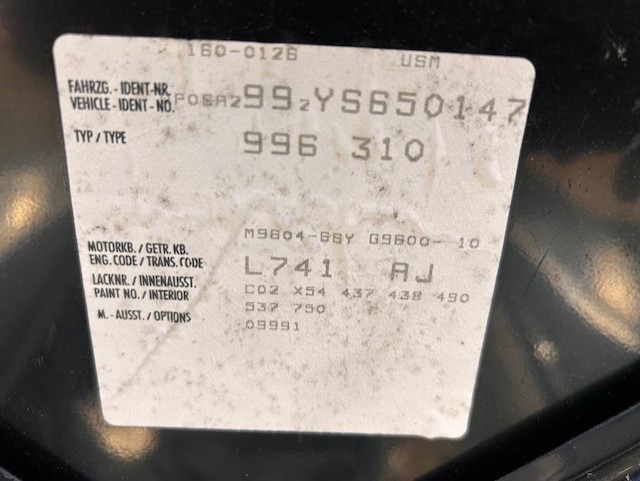 160-0126 USM
FAHRZG.-IDENT-NR.
VEHICLE-IDENT-NO. P0SA2992YS650147
TYP/TYPE 996 310
MOTORKB./GETR.KB. M9604-66Y G9600-10
ENG.CODE/TRANS.CODE
LACKNR./INNENAUSST. L741 AJ
PAINT NO./INTERIOR C02 X54 437 438 490
537 750
M.-AUSST./OPTIONS 09991